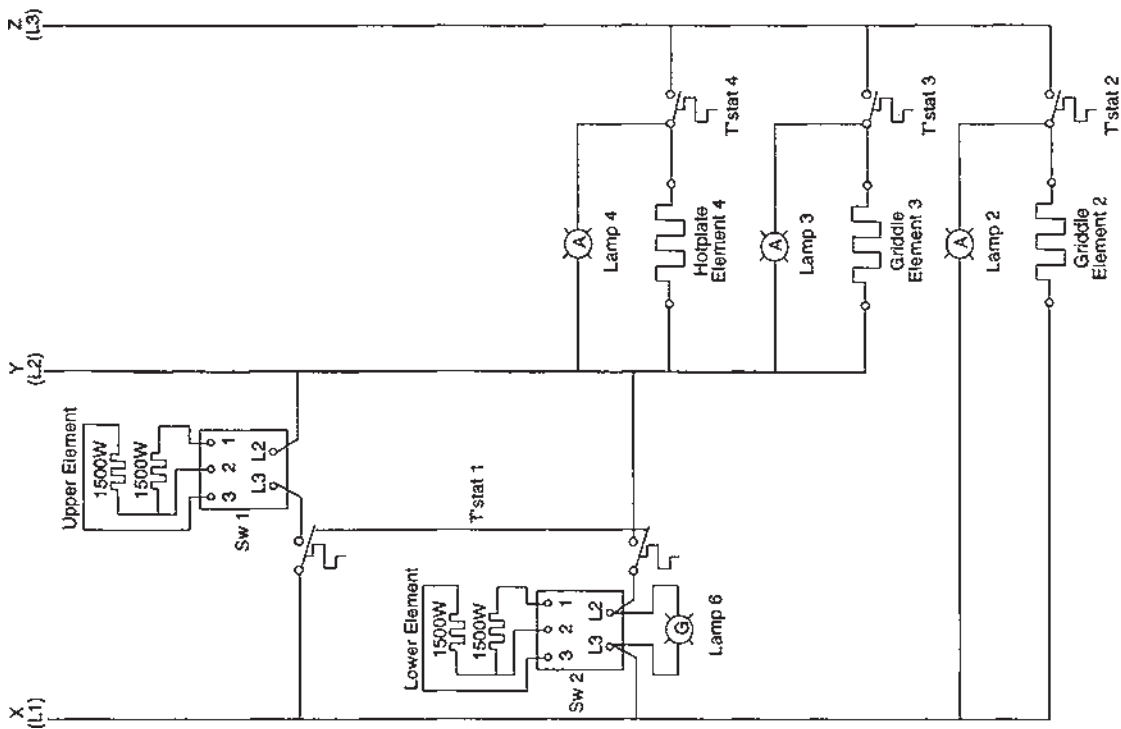 X
(L1)
Y
(L2)
Z
(L3)
Upper Element
1500W
1500W
3 2 1
L3 L2
Sw 1
T'stat 1
Lower Element
1500W
1500W
3 2 1
L3 L2
Sw 2
G
Lamp 6
A
Lamp 4
Hotplate
Element 4
T'stat 4
A
Lamp 3
Griddle
Element 3
T'stat 3
A
Lamp 2
Griddle
Element 2
T'stat 2